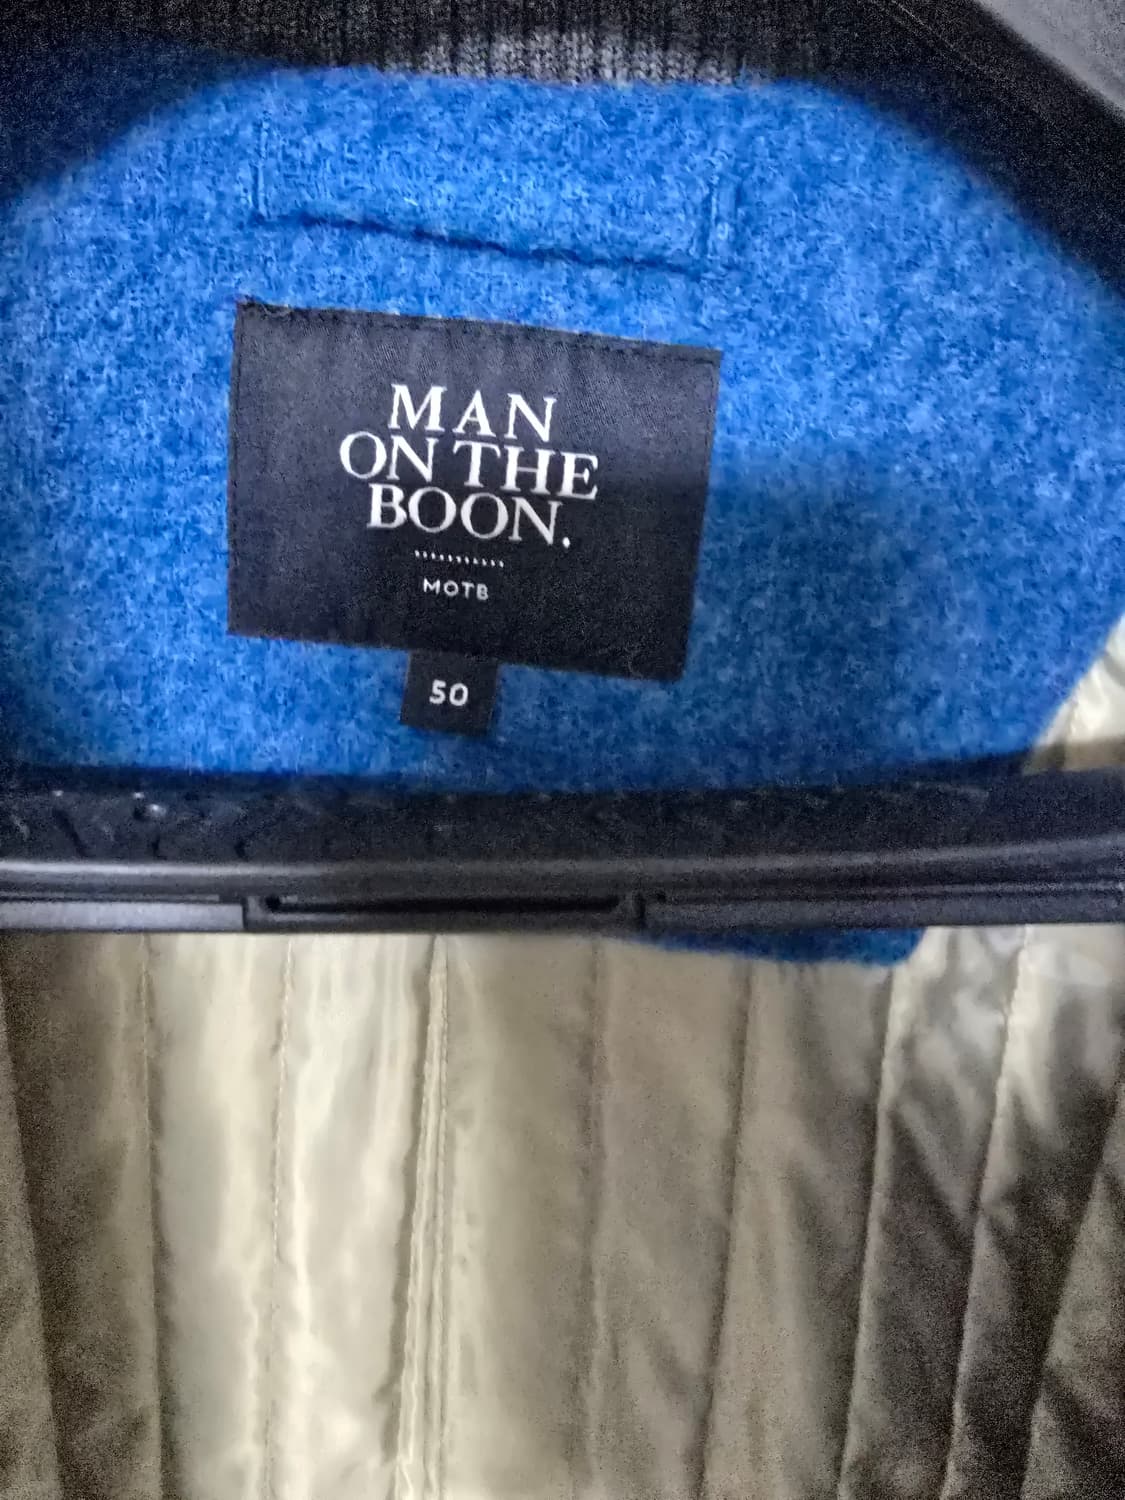 MAN
ON THE
BOON.
MOTB
50